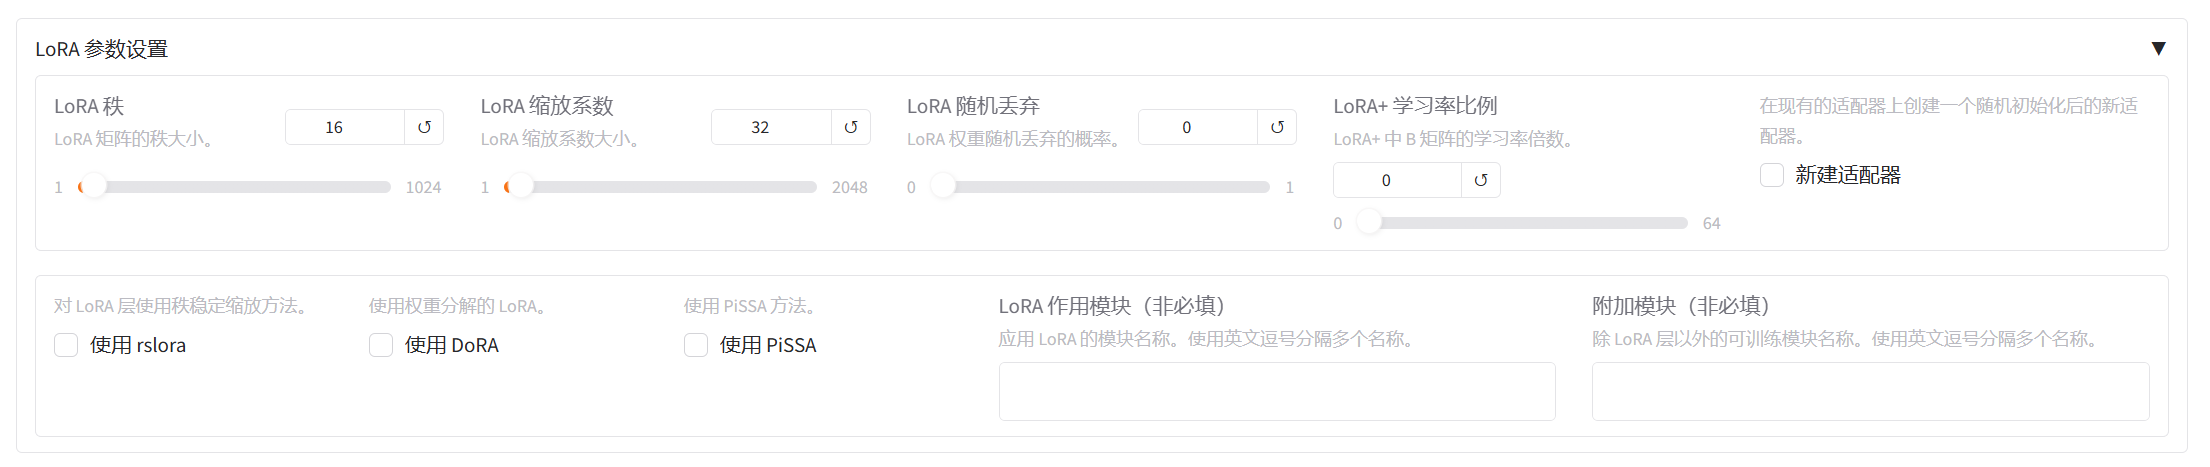 LoRA 参数设置
▼
LoRA 秩
LoRA 矩阵的秩大小。
16
↺
1
1024
LoRA 缩放系数
LoRA 缩放系数大小。
32
↺
1
2048
LoRA 随机丢弃
LoRA 权重随机丢弃的概率。
0
↺
0
1
LoRA+ 学习率比例
LoRA+ 中 B 矩阵的学习率倍数。
0
↺
0
64
在现有的适配器上创建一个随机初始化后的新适
配器。
新建适配器
对 LoRA 层使用秩稳定缩放方法。
使用 rslora
使用权重分解的 LoRA。
使用 DoRA
使用 PiSSA 方法。
使用 PiSSA
LoRA 作用模块（非必填）
应用 LoRA 的模块名称。使用英文逗号分隔多个名称。
附加模块（非必填）
除 LoRA 层以外的可训练模块名称。使用英文逗号分隔多个名称。